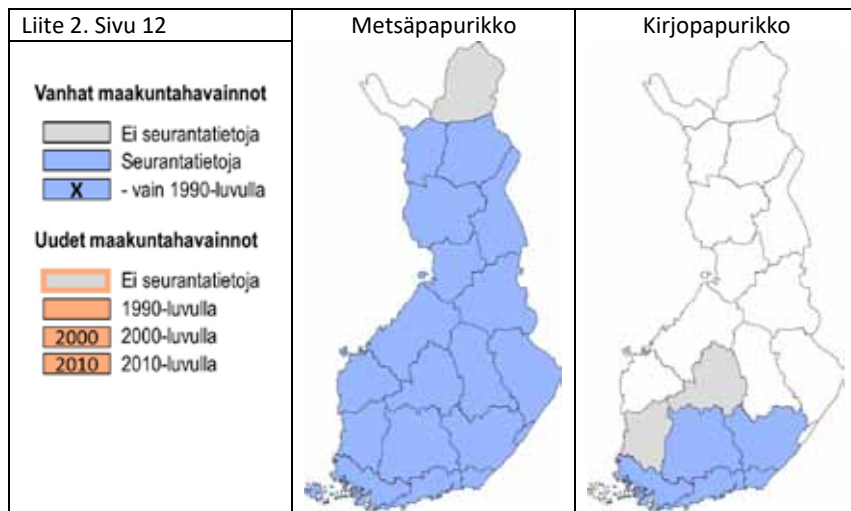 Liite 2. Sivu 12
Metsäpapurikko
Kirjopapurikko
Vanhat maakuntahavainnot
Ei seurantatietoja
Seurantatietoja
X - vain 1990-luvulla
Uudet maakuntahavainnot
Ei seurantatietoja
1990-luvulla
2000 2000-luvulla
2010 2010-luvulla